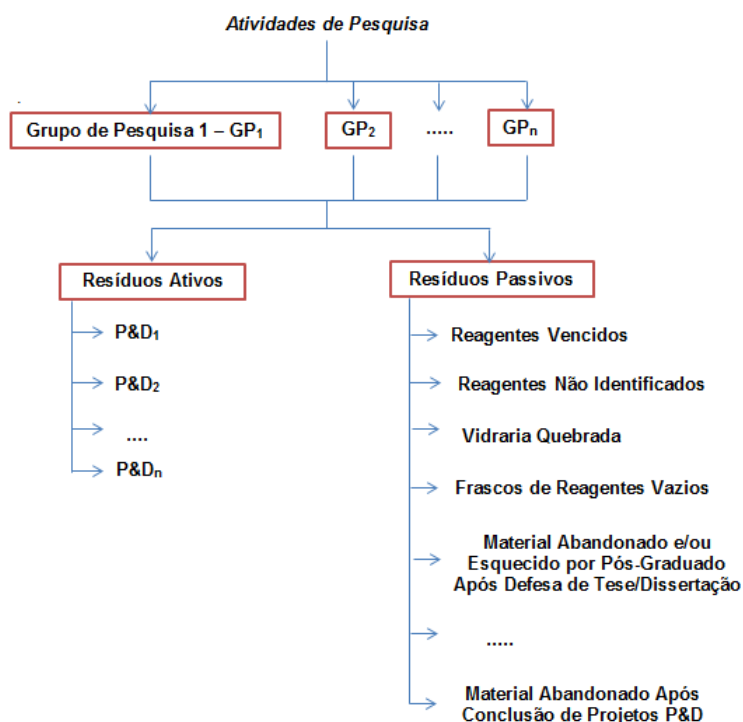 Atividades de Pesquisa
Grupo de Pesquisa 1 – GP₁
GP₂
.....
GPₙ
Resíduos Ativos
Resíduos Passivos
P&D₁
P&D₂
....
P&Dₙ
Reagentes Vencidos
Reagentes Não Identificados
Vidraria Quebrada
Frascos de Reagentes Vazios
Material Abandonado e/ou
Esquecido por Pós-Graduado
Após Defesa de Tese/Dissertação
.....
Material Abandonado Após
Conclusão de Projetos P&D